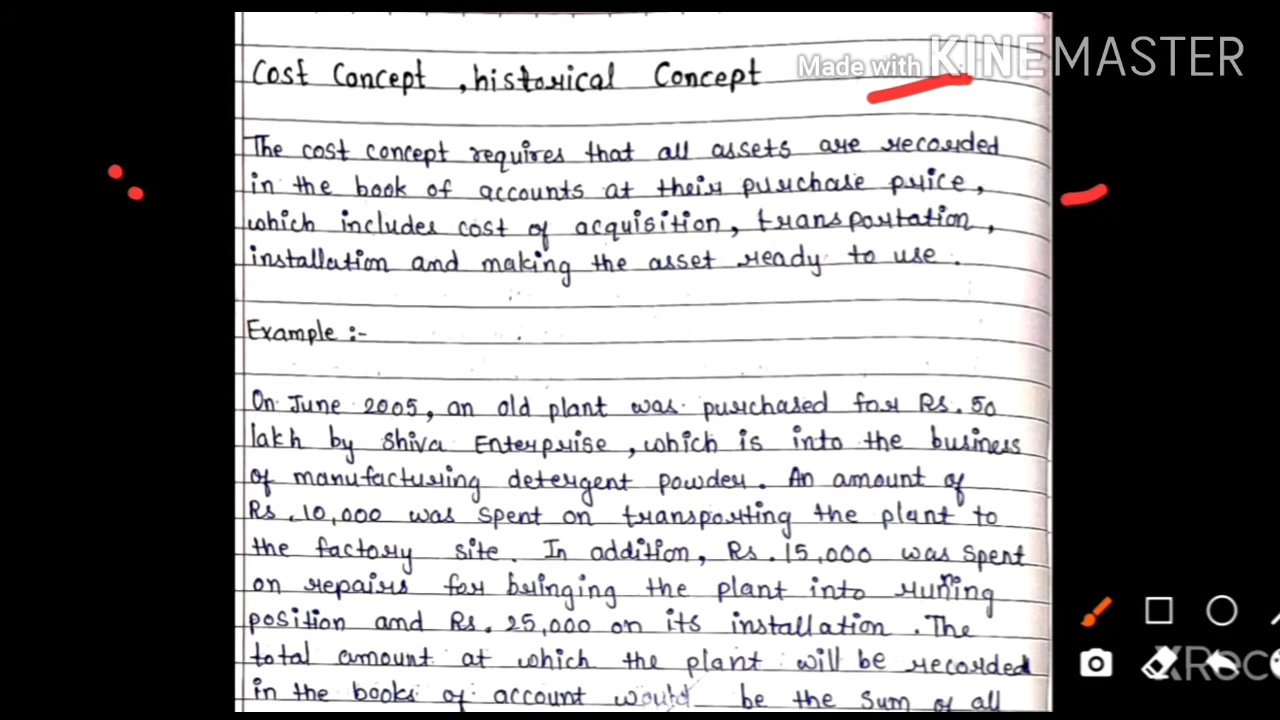 Made with KINEMASTER
Cost Concept , historical Concept
The cost concept requires that all assets are recorded
in the book of accounts at their purchase price,
which includes cost of acquisition, transportation,
installation and making the asset ready to use.
Example :-
On June 2005, an old plant was purchased for Rs. 50
lakh by Shiva Enterprise, which is into the business
of manufacturing detergent powder. An amount of
Rs. 10,000 was spent on transporting the plant to
the factory site. In addition, Rs. 15,000 was spent
on repairs for bringing the plant into running
position and Rs. 25,000 on its installation. The
total amount at which the plant will be recorded
in the books of account would be the sum of all
XRec